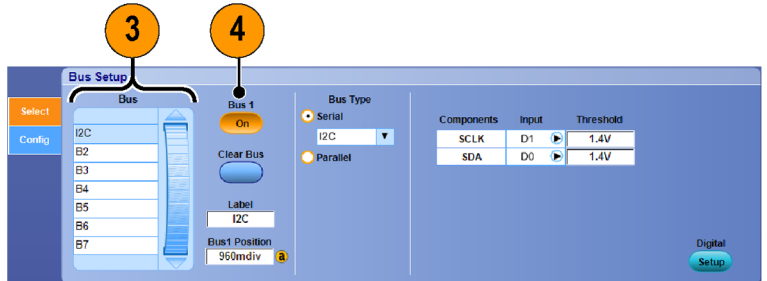 3
4
Bus Setup
Select
Config
Bus
I2C
B2
B3
B4
B5
B6
B7
Bus 1
On
Clear Bus
Label
I2C
Bus1 Position
960mdiv
a
Bus Type
Serial
I2C
Parallel
Components Input Threshold
SCLK D1 1.4V
SDA D0 1.4V
Digital
Setup